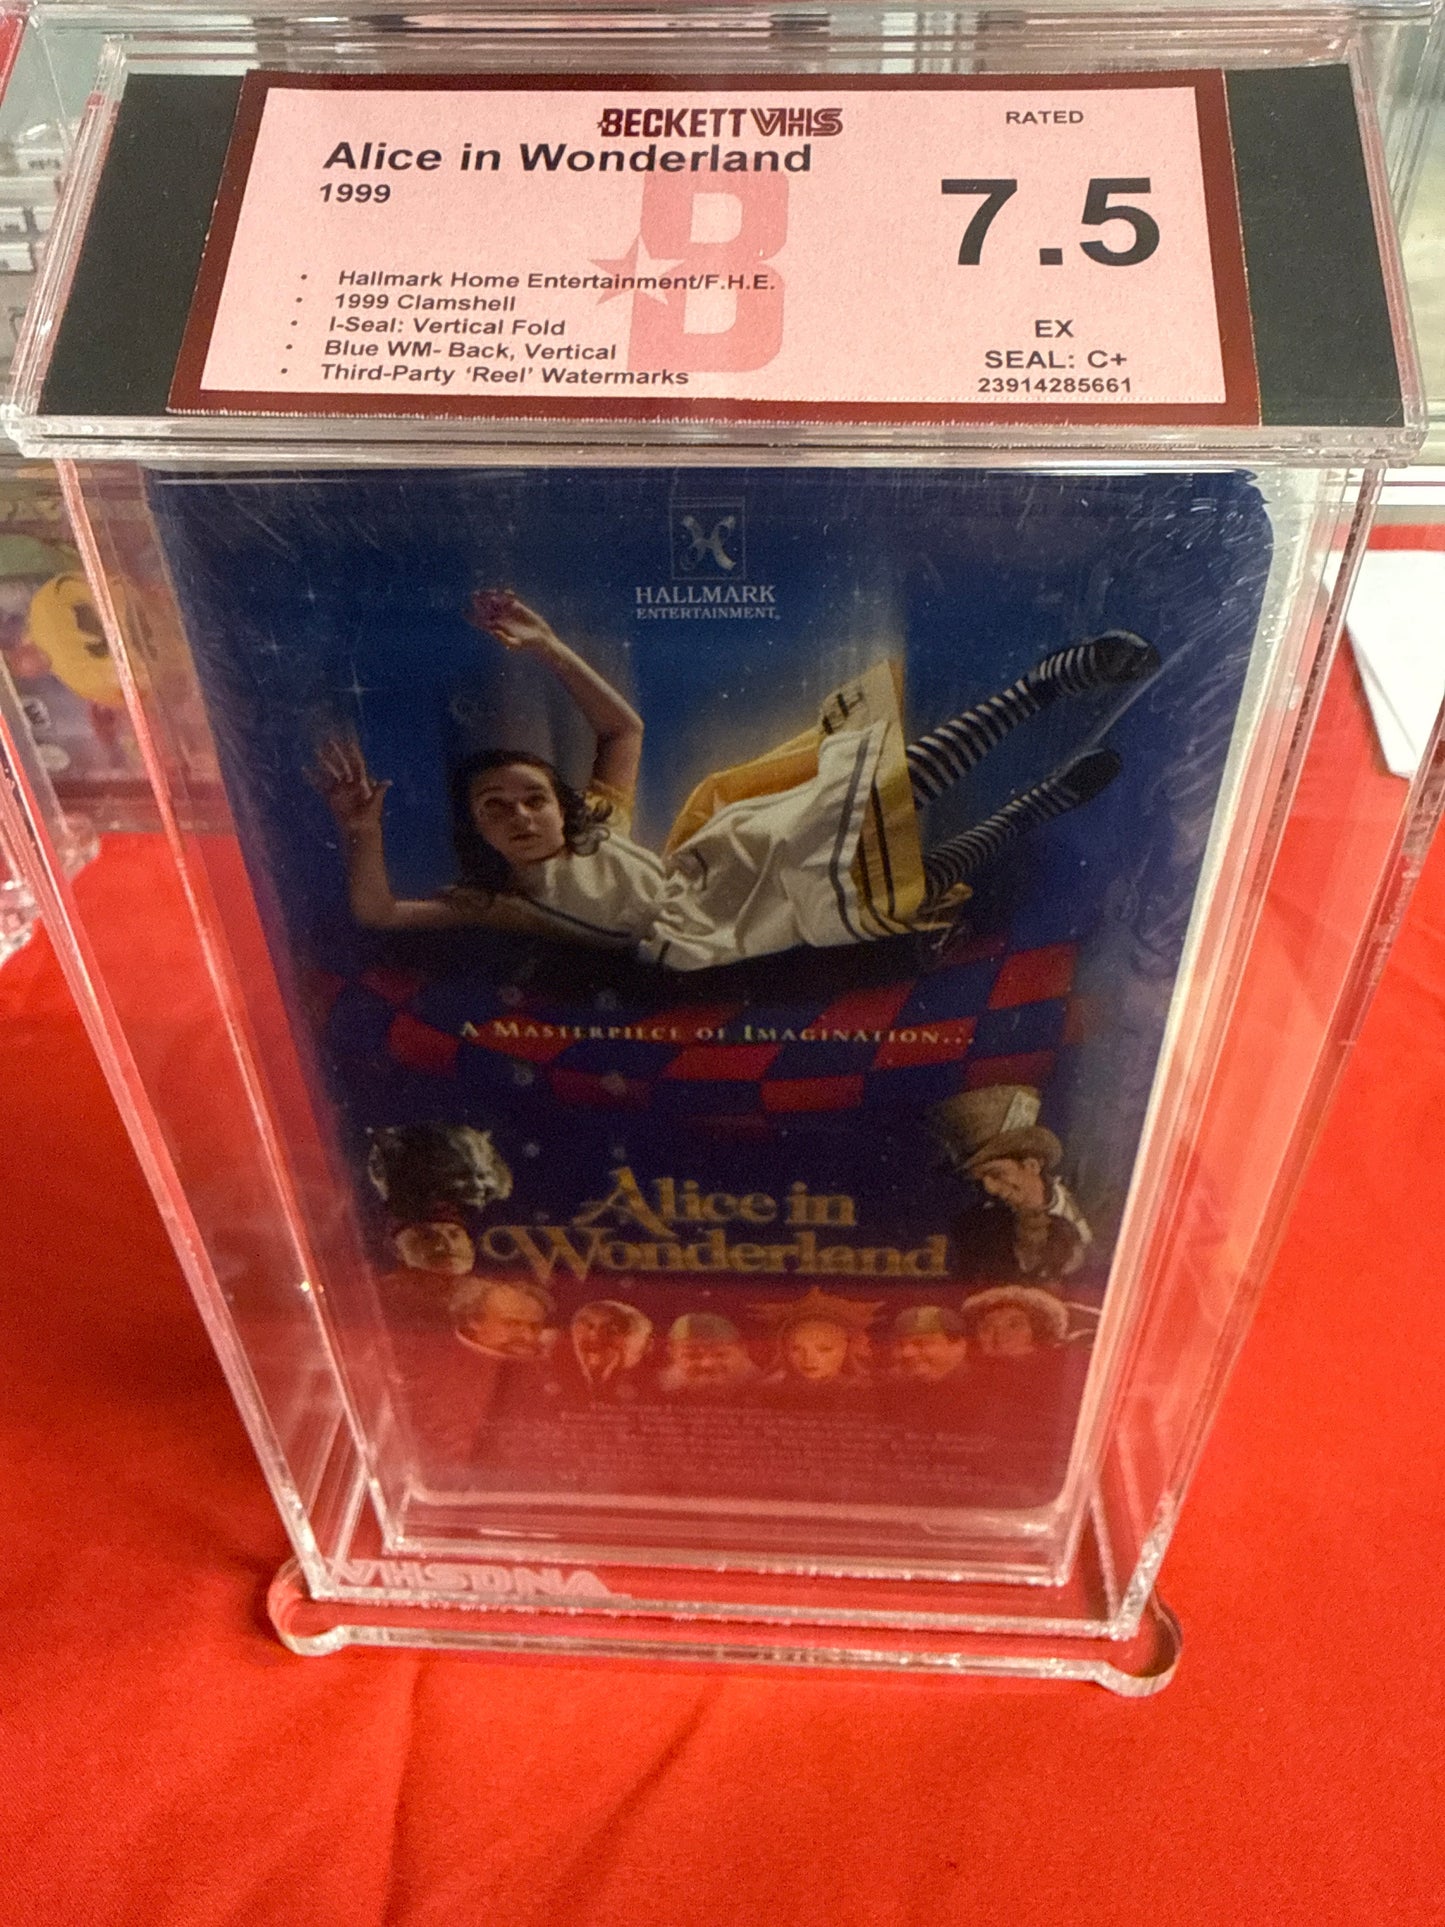 BECKETT VHS
RATED
Alice in Wonderland
1999
7.5
• Hallmark Home Entertainment/F.H.E.
• 1999 Clamshell
• I-Seal: Vertical Fold
• Blue WM- Back, Vertical
• Third-Party ‘Reel’ Watermarks
EX
SEAL: C+
23914285661
HALLMARK
ENTERTAINMENT
A MASTERPIECE OF IMAGINATION...
Alice in
Wonderland
VHSDNA